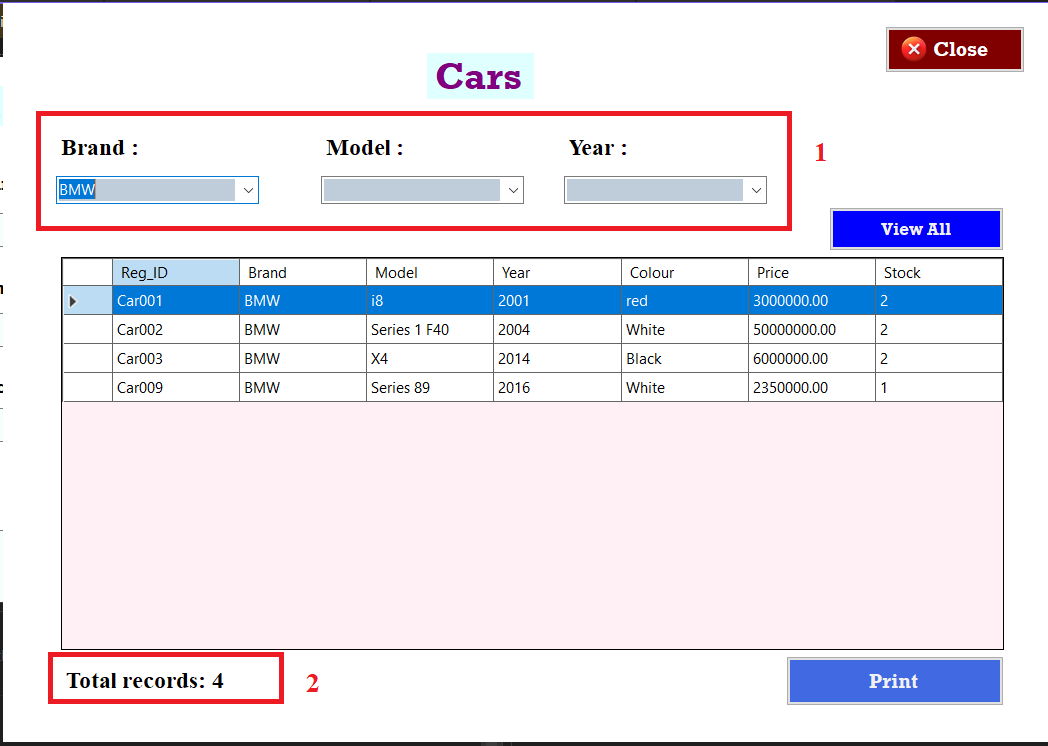 Close
Cars
Brand : Model : Year :
1
BMW
View All
Reg_ID Brand Model Year Colour Price Stock
Car001 BMW i8 2001 red 3000000.00 2
Car002 BMW Series 1 F40 2004 White 50000000.00 2
Car003 BMW X4 2014 Black 6000000.00 2
Car009 BMW Series 89 2016 White 2350000.00 1
Total records: 4
2
Print